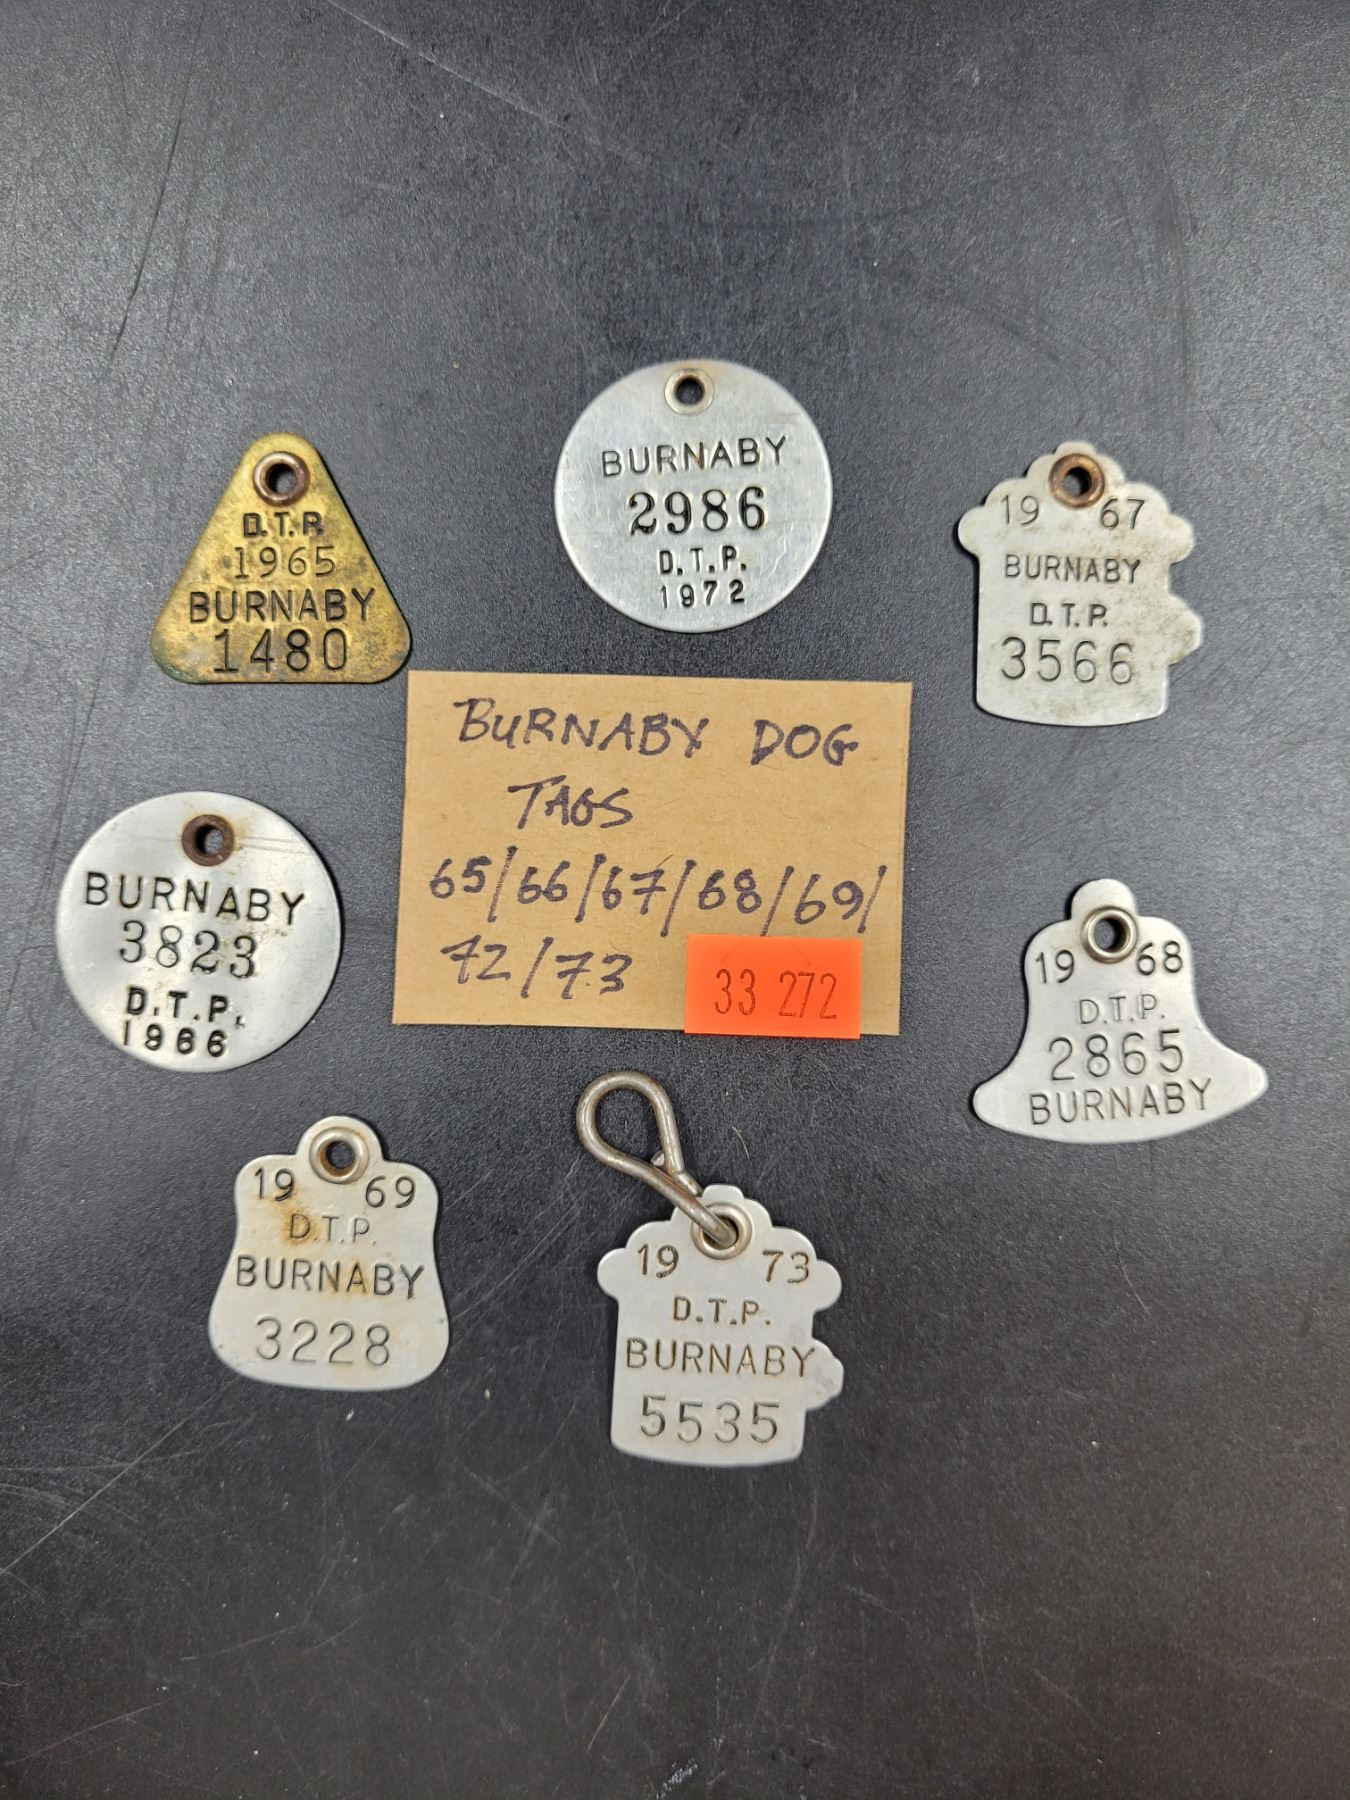 BURNABY
2986
D.T.P.
1972
D.T.P.
1965
BURNABY
1480
19 67
BURNABY
D.T.P.
3566
BURNABY DOG
TAGS
65/66/67/68/69/
72/73
33 272
BURNABY
3823
D.T.P.
1966
19 68
D.T.P.
2865
BURNABY
19 69
D.T.P.
BURNABY
3228
19 73
D.T.P.
BURNABY
5535